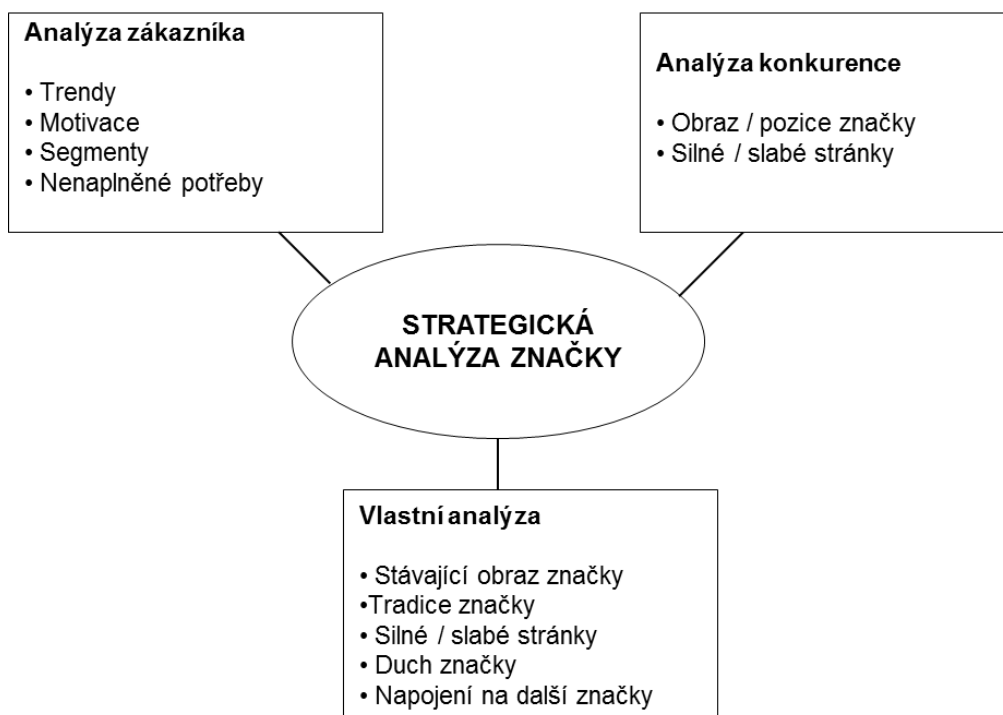 Analýza zákazníka
• Trendy
• Motivace
• Segmenty
• Nenaplněné potřeby
Analýza konkurence
• Obraz / pozice značky
• Silné / slabé stránky
STRATEGICKÁ
ANALÝZA ZNAČKY
Vlastní analýza
• Stávající obraz značky
•Tradice značky
• Silné / slabé stránky
• Duch značky
• Napojení na další značky